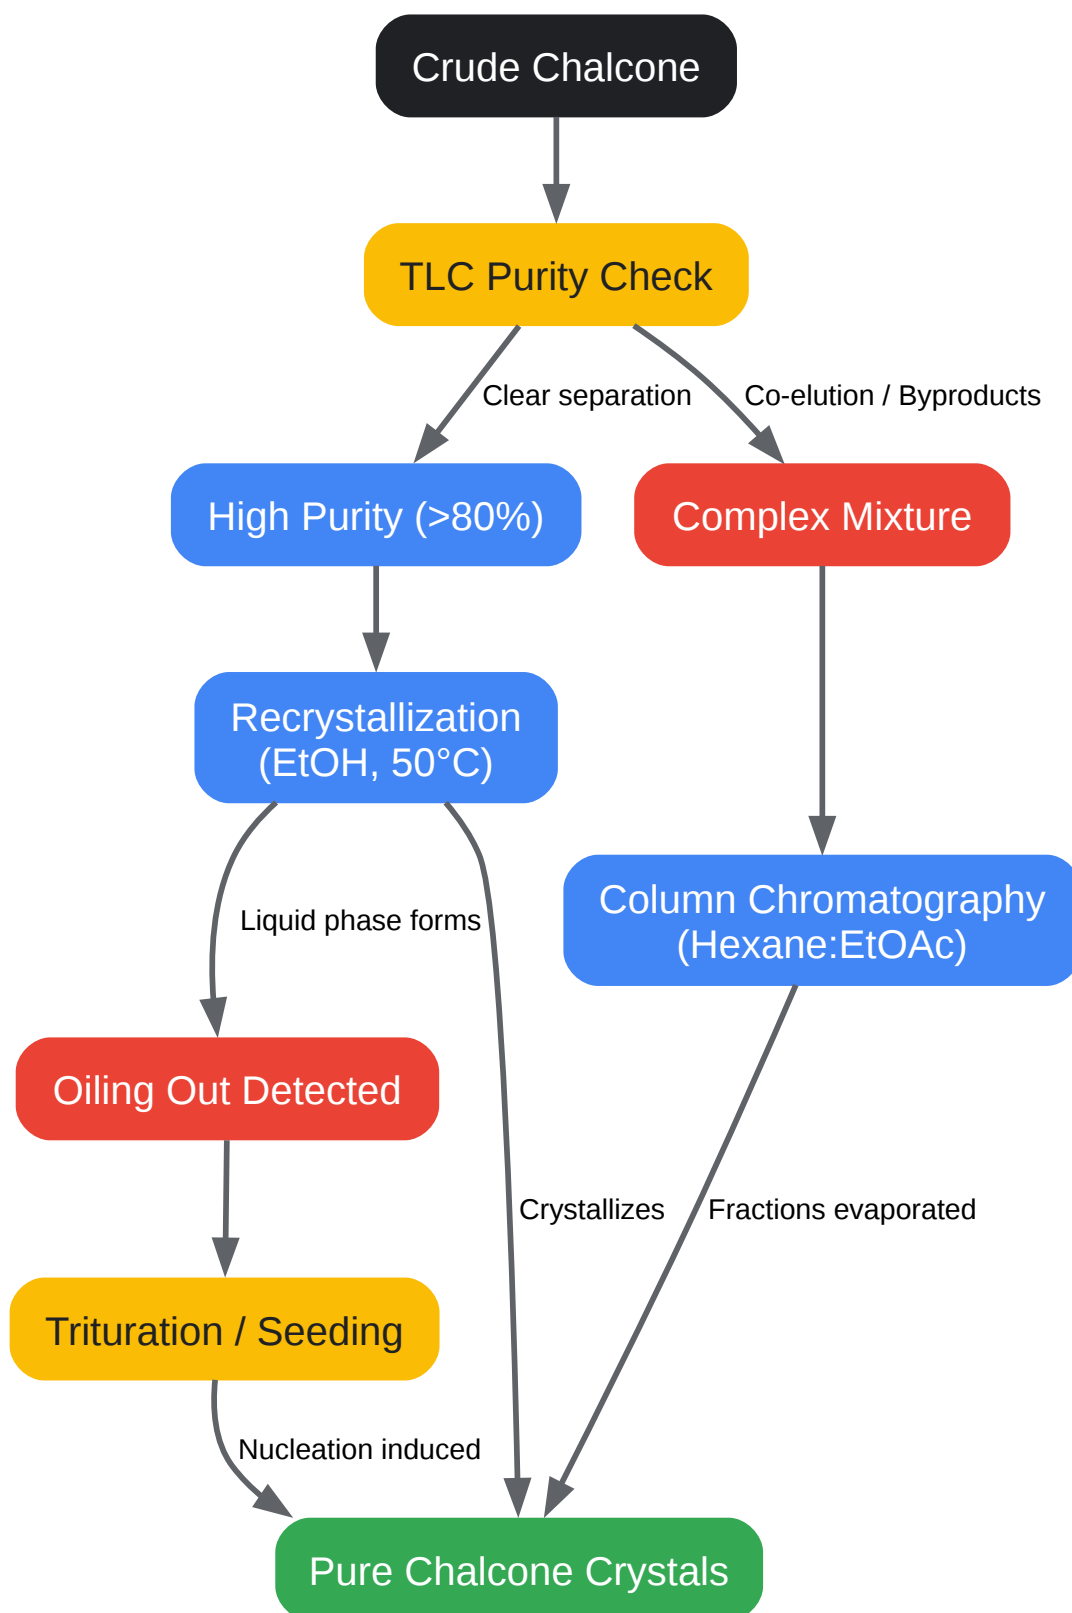 Crude Chalcone
TLC Purity Check
Clear separation
Co-elution / Byproducts
High Purity (>80%)
Complex Mixture
Recrystallization
(EtOH, 50°C)
Column Chromatography
(Hexane:EtOAc)
Liquid phase forms
Oiling Out Detected
Crystallizes
Fractions evaporated
Trituration / Seeding
Nucleation induced
Pure Chalcone Crystals